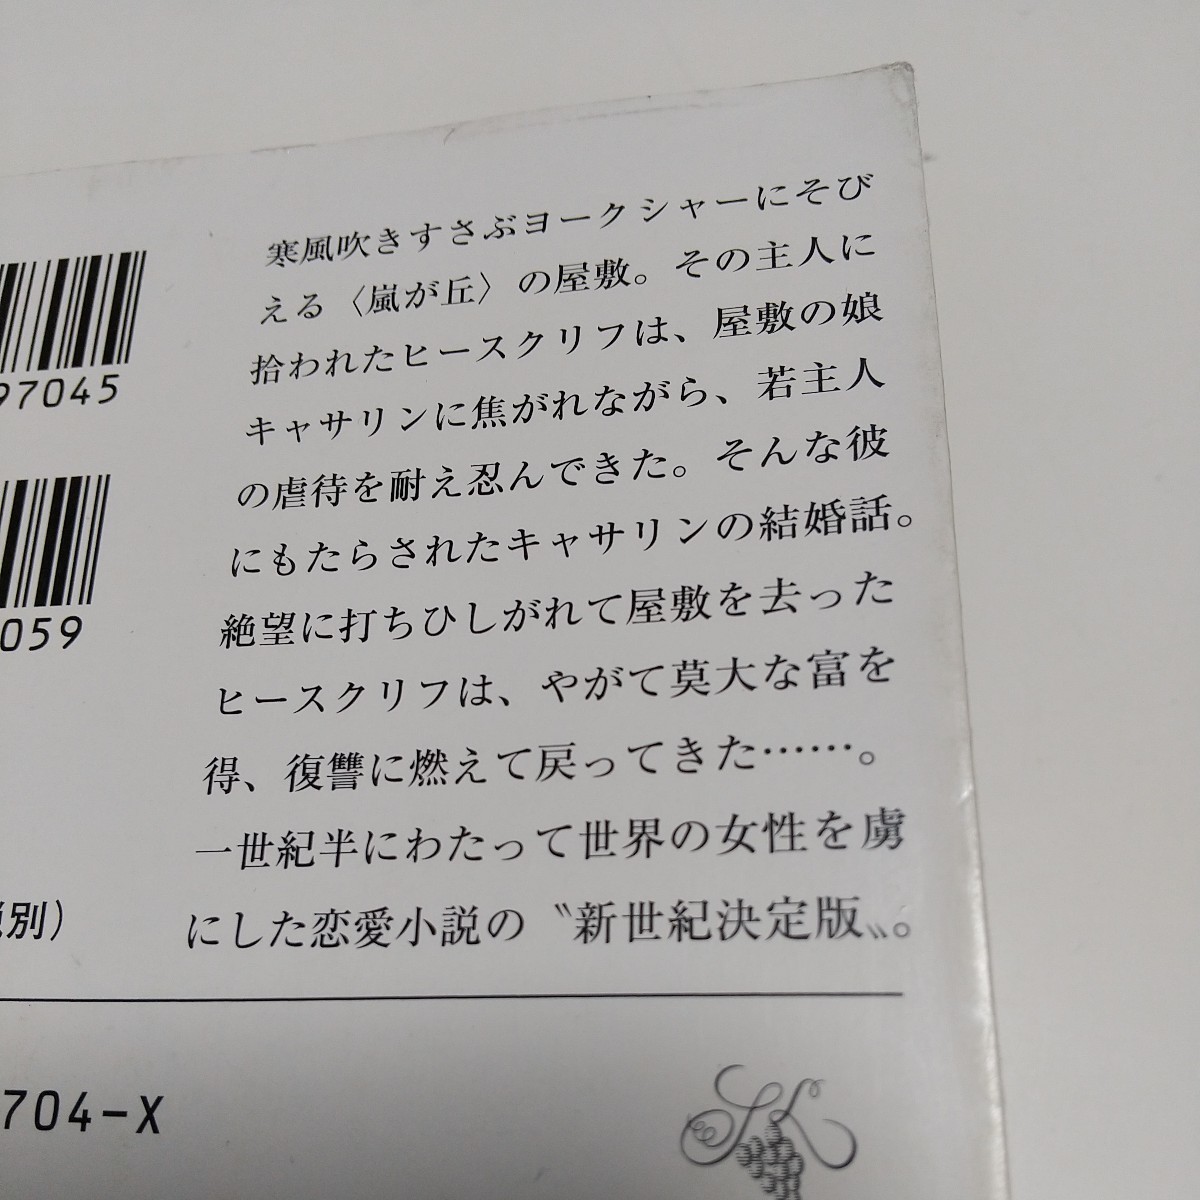 寒風吹きすさぶヨークシャーにそび
える〈嵐が丘〉の屋敷。その主人に
拾われたヒースクリフは、屋敷の娘
キャサリンに焦がれながら、若主人
の虐待を耐え忍んできた。そんな彼
にもたらされたキャサリンの結婚話。
絶望に打ちひしがれて屋敷を去った
ヒースクリフは、やがて莫大な富を
得、復讐に燃えて戻ってきた……。
一世紀半にわたって世界の女性を虜
にした恋愛小説の〝新世紀決定版〟。
97045
059
別）
704-X